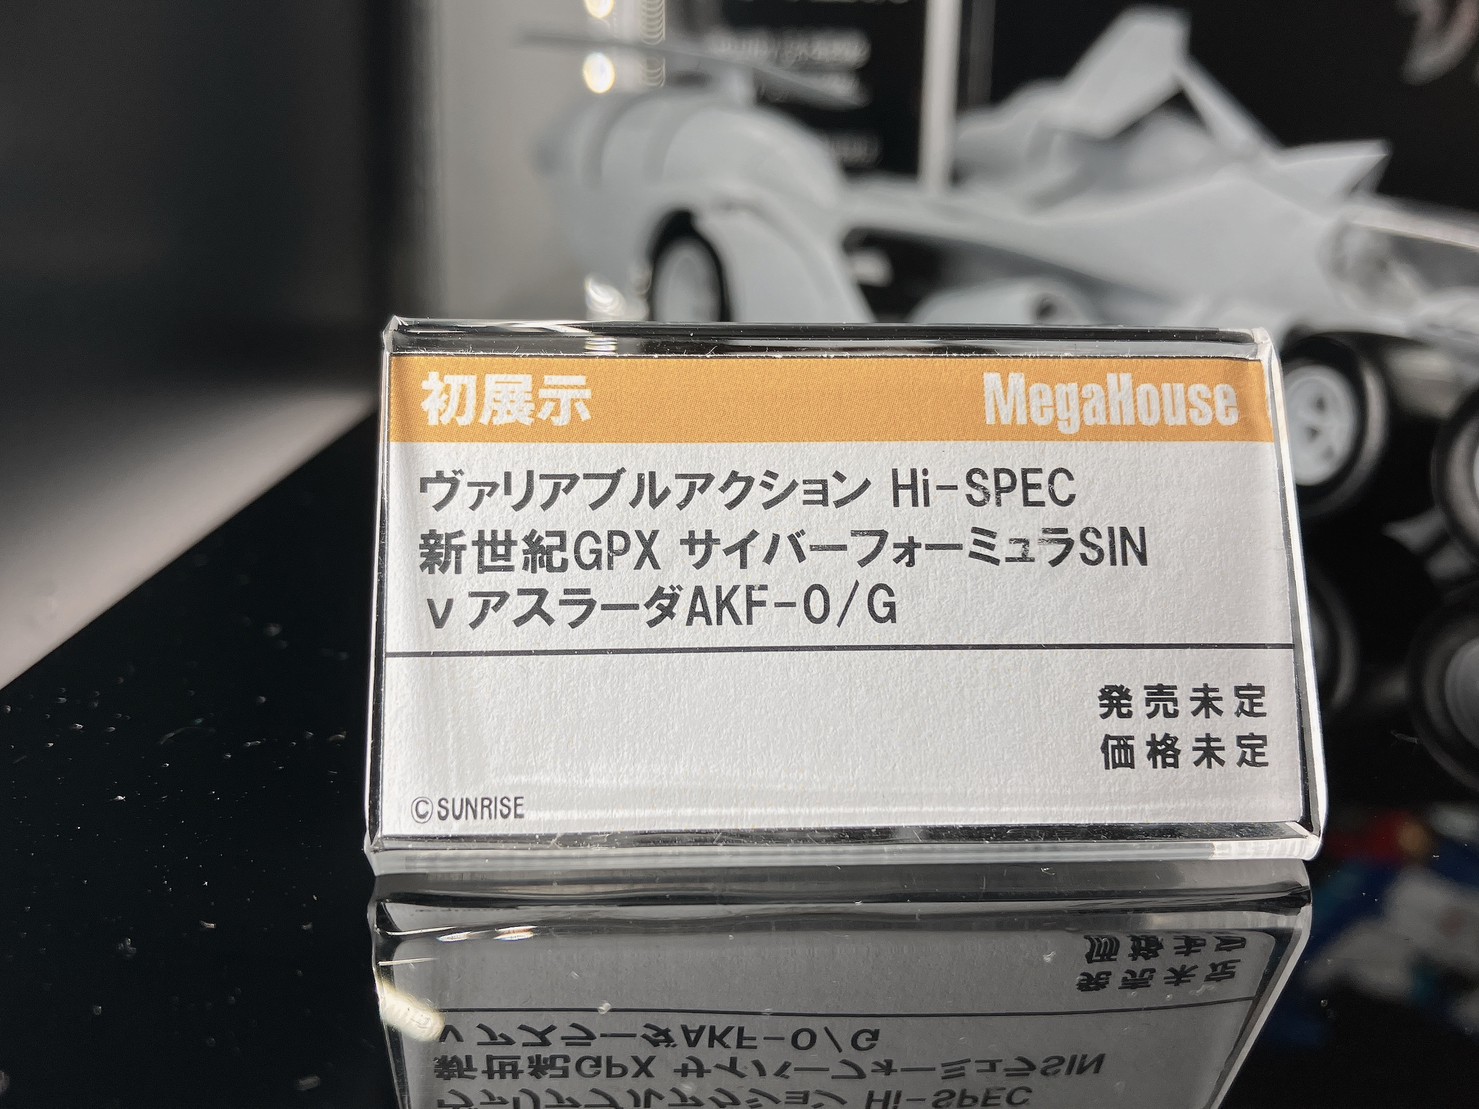 初展示 MegaHouse
ヴァリアブルアクション Hi-SPEC
新世紀GPX サイバーフォーミュラSIN
νアスラーダAKF-0/G
発売未定
価格未定
©SUNRISE